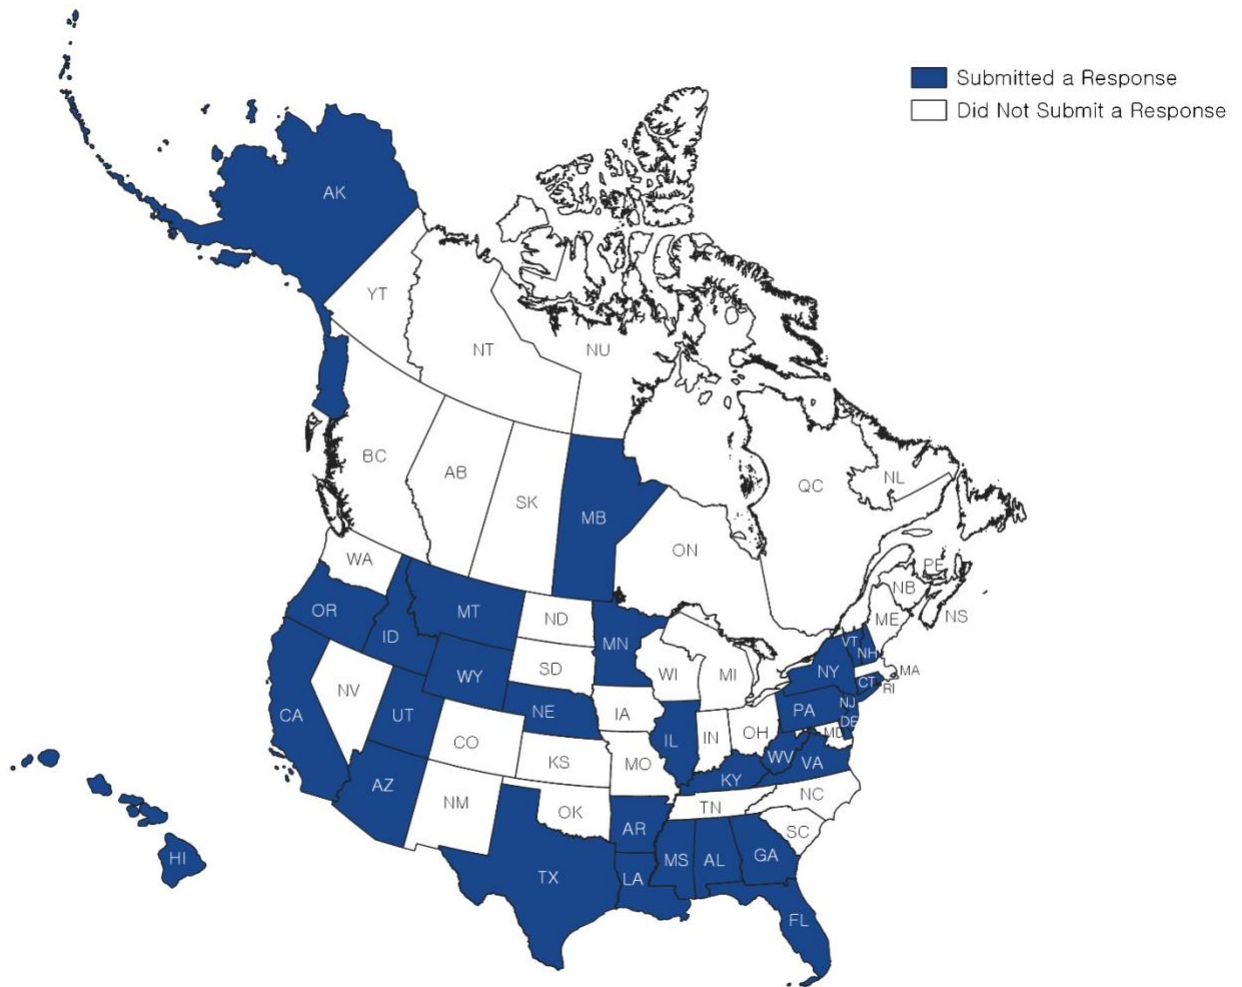 Submitted a Response
Did Not Submit a Response
AK
YT
NT
NU
BC
AB
SK
MB
ON
QC
NL
PE
NB
NS
ME
WA
OR
ID
MT
ND
MN
WI
MI
VT
NH
NY
MA
CT
RI
WY
SD
NV
CA
UT
NE
IA
PA
NJ
DE
MD
CO
IL
IN
OH
WV
VA
KS
MO
KY
AZ
NM
OK
TN
NC
SC
AR
MS
AL
GA
HI
TX
LA
FL